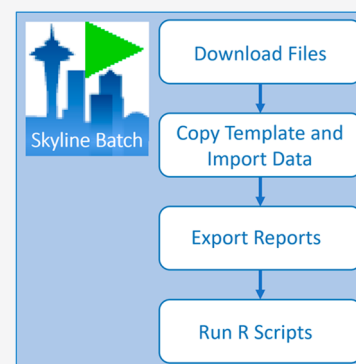 Skyline Batch
Download Files
Copy Template and
Import Data
Export Reports
Run R Scripts